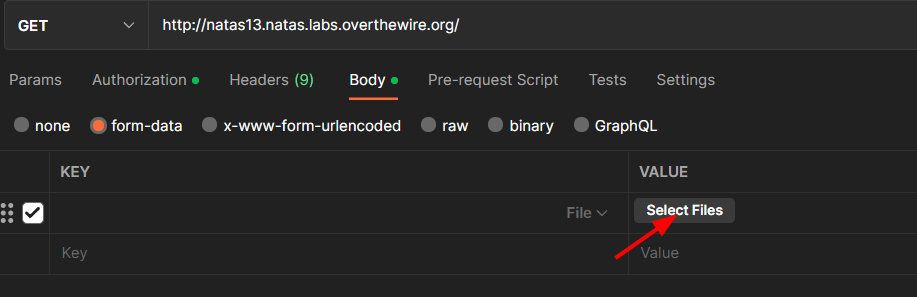 GET http://natas13.natas.labs.overthewire.org/
Params Authorization Headers (9) Body Pre-request Script Tests Settings
none form-data x-www-form-urlencoded raw binary GraphQL
KEY VALUE
File Select Files
Key Value